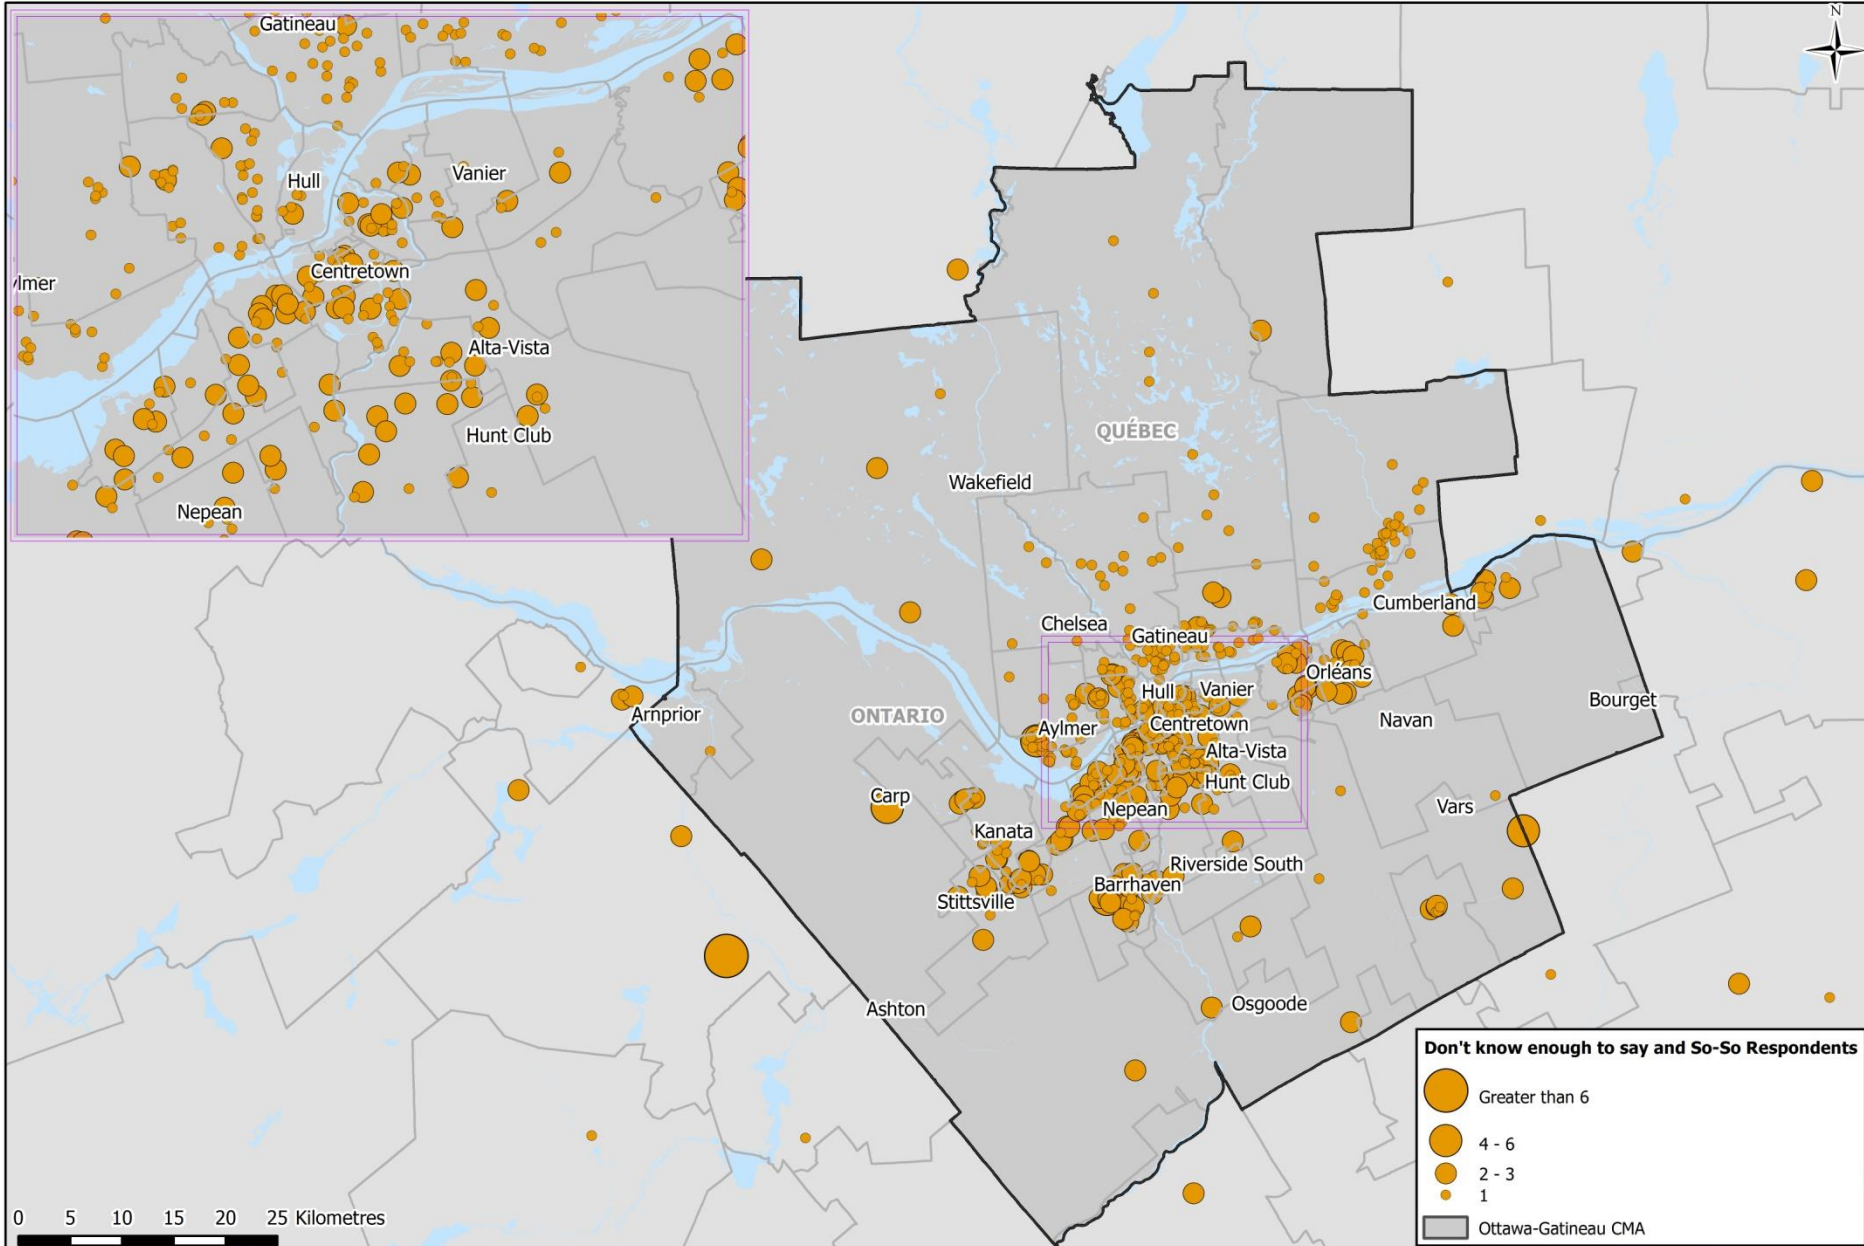 Gatineau
Hull
Vanier
Centretown
ylmer
Alta-Vista
Hunt Club
Nepean
N
QUÉBEC
Wakefield
Cumberland
Chelsea
Gatineau
Orléans
Hull
Vanier
Bourget
Arnprior
ONTARIO
Aylmer
Centretown
Navan
Alta-Vista
Hunt Club
Carp
Nepean
Vars
Kanata
Riverside South
Barrhaven
Stittsville
Ashton
Osgoode
Don't know enough to say and So-So Respondents
Greater than 6
4 - 6
2 - 3
1
Ottawa-Gatineau CMA
0 5 10 15 20 25 Kilometres